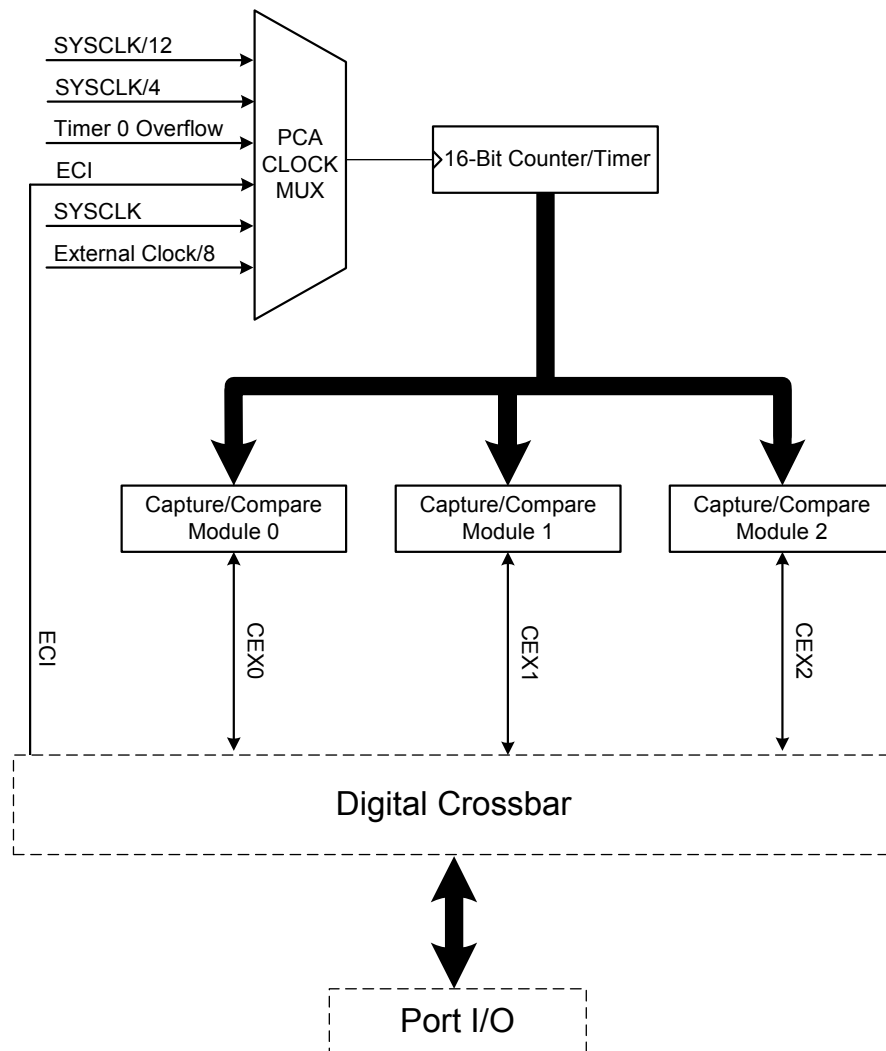 SYSCLK/12
SYSCLK/4
Timer 0 Overflow
ECI
SYSCLK
External Clock/8
PCA
CLOCK
MUX
16-Bit Counter/Timer
Capture/Compare
Module 0
Capture/Compare
Module 1
Capture/Compare
Module 2
ECI
CEX0
CEX1
CEX2
Digital Crossbar
Port I/O